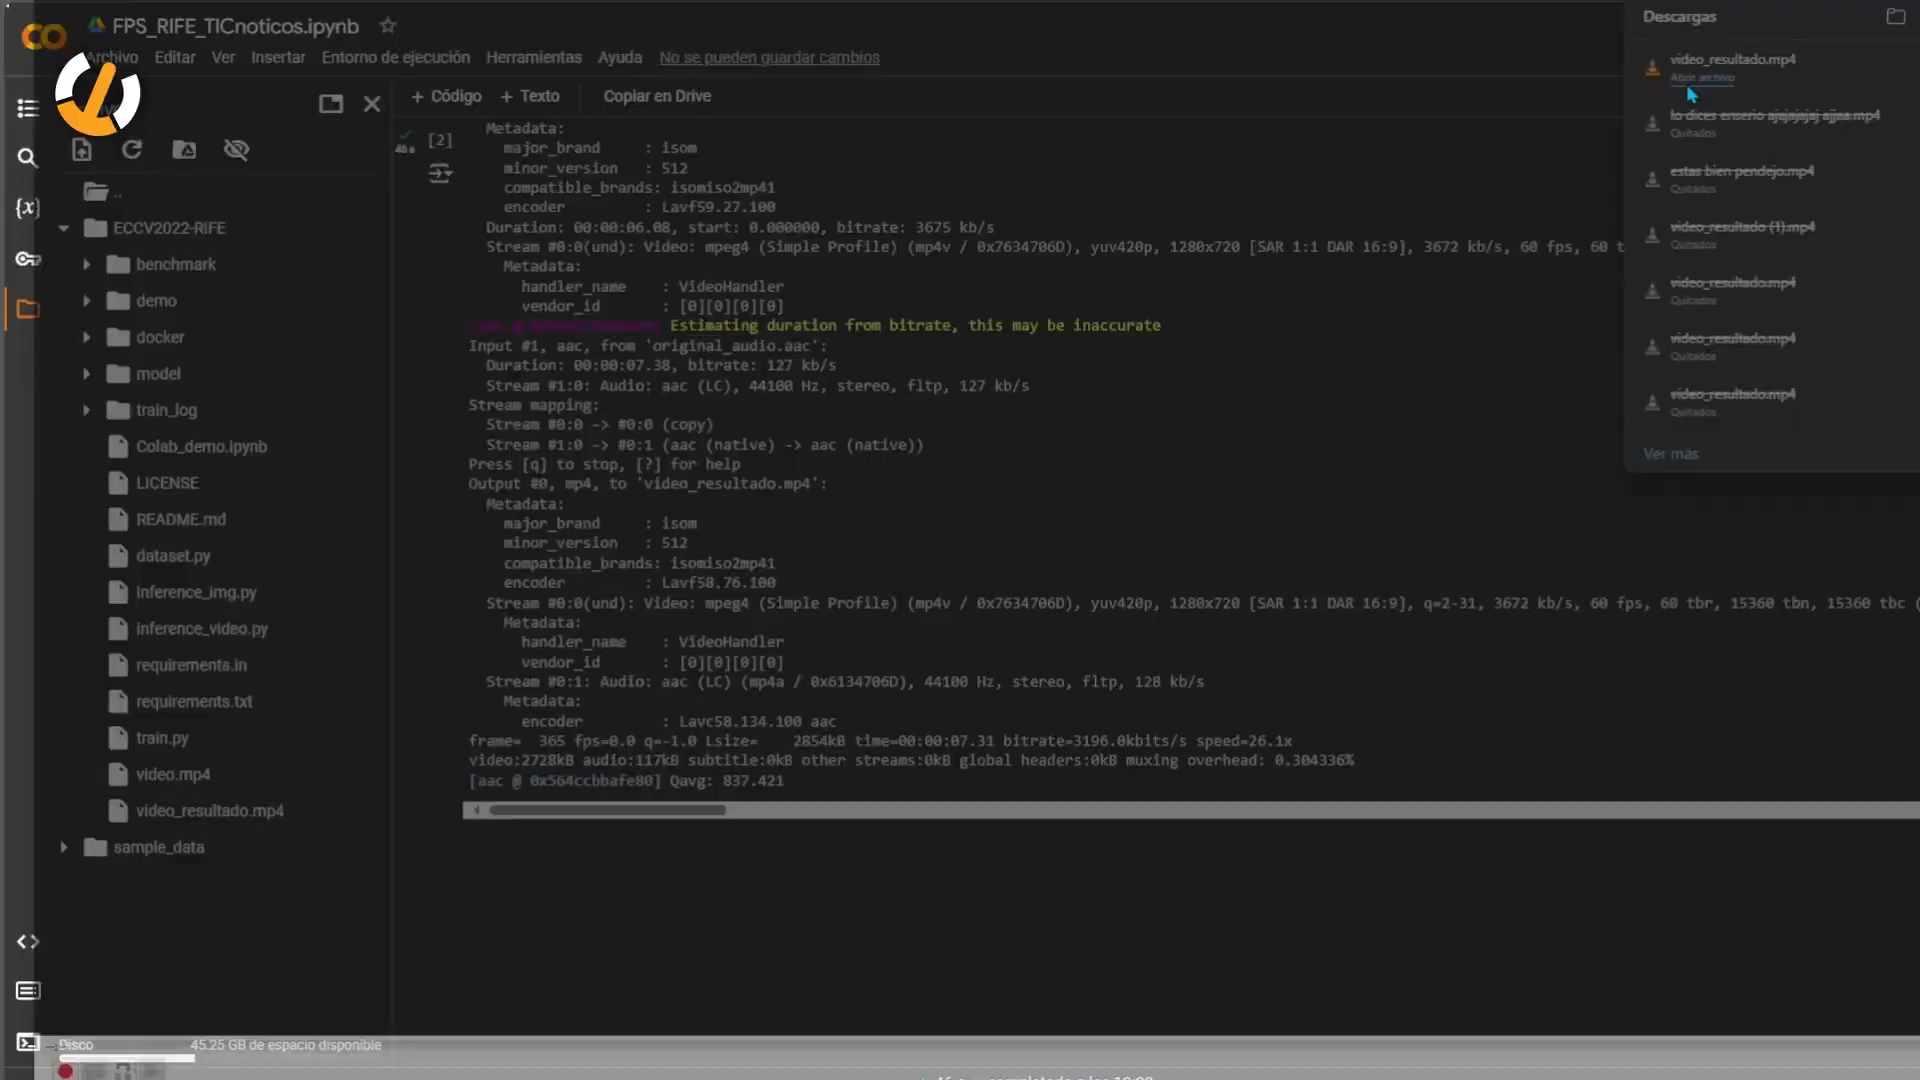 FPS_RIFE_TICnoticos.ipynb
Archivo Editar Ver Insertar Entorno de ejecución Herramientas Ayuda No se pueden guardar cambios
+ Código + Texto Copiar en Drive
..
ECCV2022-RIFE
benchmark
demo
docker
model
train_log
Colab_demo.ipynb
LICENSE
README.md
dataset.py
inference_img.py
inference_video.py
requirements.in
requirements.txt
train.py
video.mp4
video_resultado.mp4
sample_data
Disco 45.25 GB de espacio disponible
[2]
46s
Metadata:
major_brand : isom
minor_version : 512
compatible_brands: isomiso2mp41
encoder : Lavf59.27.100
Duration: 00:00:06.08, start: 0.000000, bitrate: 3675 kb/s
Stream #0:0(und): Video: mpeg4 (Simple Profile) (mp4v / 0x7634706D), yuv420p, 1280x720 [SAR 1:1 DAR 16:9], 3672 kb/s, 60 fps, 60 t
Metadata:
handler_name : VideoHandler
vendor_id : [0][0][0][0]
Estimating duration from bitrate, this may be inaccurate
Input #1, aac, from 'original_audio.aac':
Duration: 00:00:07.38, bitrate: 127 kb/s
Stream #1:0: Audio: aac (LC), 44100 Hz, stereo, fltp, 127 kb/s
Stream mapping:
Stream #0:0 -> #0:0 (copy)
Stream #1:0 -> #0:1 (aac (native) -> aac (native))
Press [q] to stop, [?] for help
Output #0, mp4, to 'video_resultado.mp4':
Metadata:
major_brand : isom
minor_version : 512
compatible_brands: isomiso2mp41
encoder : Lavf58.76.100
Stream #0:0(und): Video: mpeg4 (Simple Profile) (mp4v / 0x7634706D), yuv420p, 1280x720 [SAR 1:1 DAR 16:9], q=2-31, 3672 kb/s, 60 fps, 60 tbr, 15360 tbn, 15360 tbc (
Metadata:
handler_name : VideoHandler
vendor_id : [0][0][0][0]
Stream #0:1: Audio: aac (LC) (mp4a / 0x6134706D), 44100 Hz, stereo, fltp, 128 kb/s
Metadata:
encoder : Lavc58.134.100 aac
frame= 365 fps=0.0 q=-1.0 Lsize= 2854kB time=00:00:07.31 bitrate=3196.0kbits/s speed=26.1x
video:2728kB audio:117kB subtitle:0kB other streams:0kB global headers:0kB muxing overhead: 0.304336%
[aac @ 0x564ccbbafe80] Qavg: 837.421
Descargas
video_resultado.mp4
Abrir archivo
lo dices enserio ajajajajaj ajjaa.mp4
Quitados
estas bien pendejo.mp4
Quitados
video_resultado (1).mp4
Quitados
video_resultado.mp4
Quitados
video_resultado.mp4
Quitados
video_resultado.mp4
Quitados
Ver más